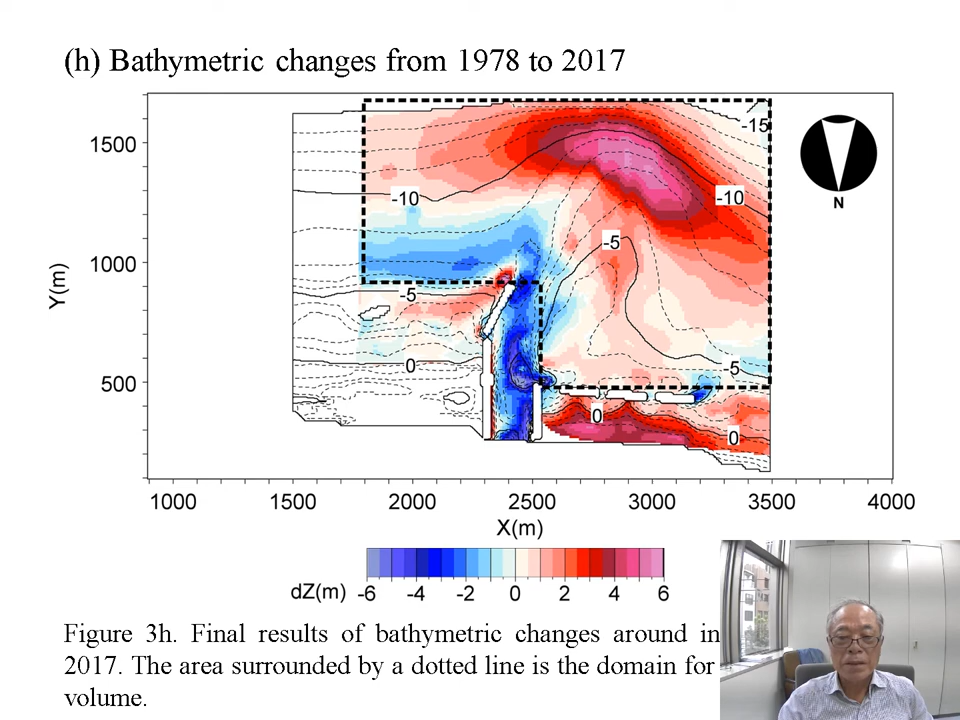 (h) Bathymetric changes from 1978 to 2017
1500
1000
500
Y(m)
-15
-10
-10
-5
-5
-5
0
0
0
N
1000 1500 2000 2500 3000 3500 4000
X(m)
dZ(m) -6 -4 -2 0 2 4 6
Figure 3h. Final results of bathymetric changes around in
2017. The area surrounded by a dotted line is the domain for
volume.